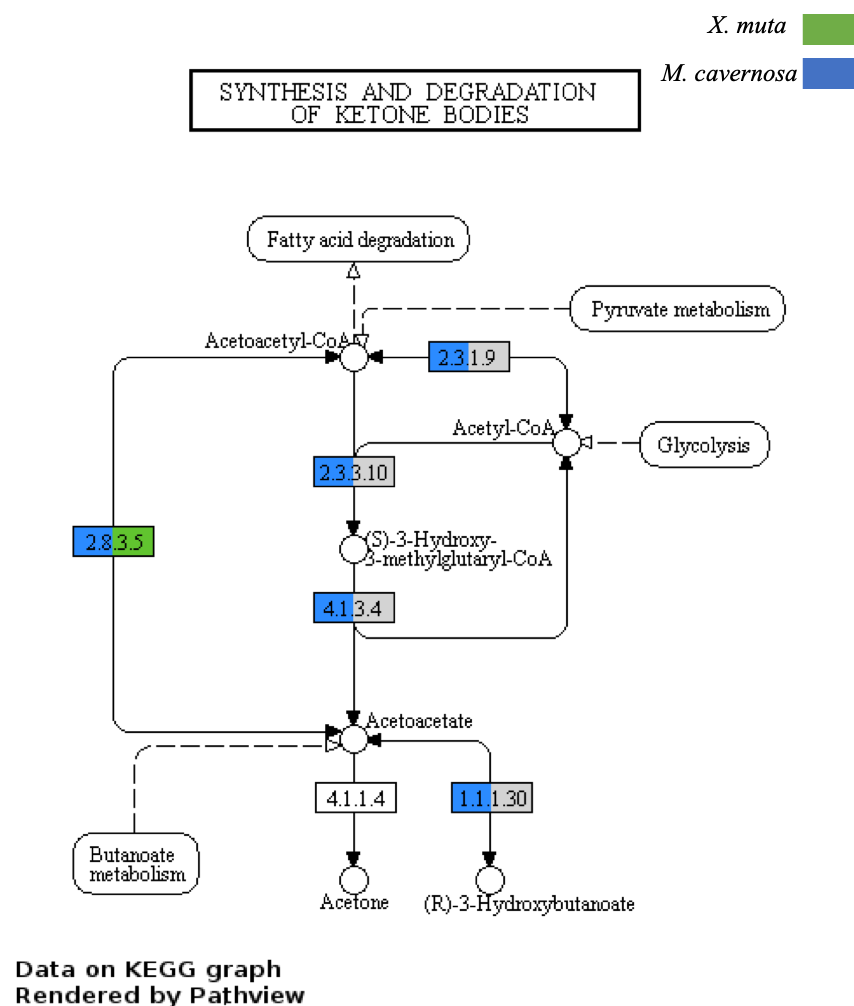 X. muta
M. cavernosa
SYNTHESIS AND DEGRADATION
OF KETONE BODIES
Fatty acid degradation
Pyruvate metabolism
Acetoacetyl-CoA
2.3.1.9
Acetyl-CoA
Glycolysis
2.3.3.10
2.8.3.5
(S)-3-Hydroxy-
3-methylglutaryl-CoA
4.1.3.4
Acetoacetate
4.1.1.4
1.1.1.30
Butanoate
metabolism
Acetone
(R)-3-Hydroxybutanoate
Data on KEGG graph
Rendered by Pathview